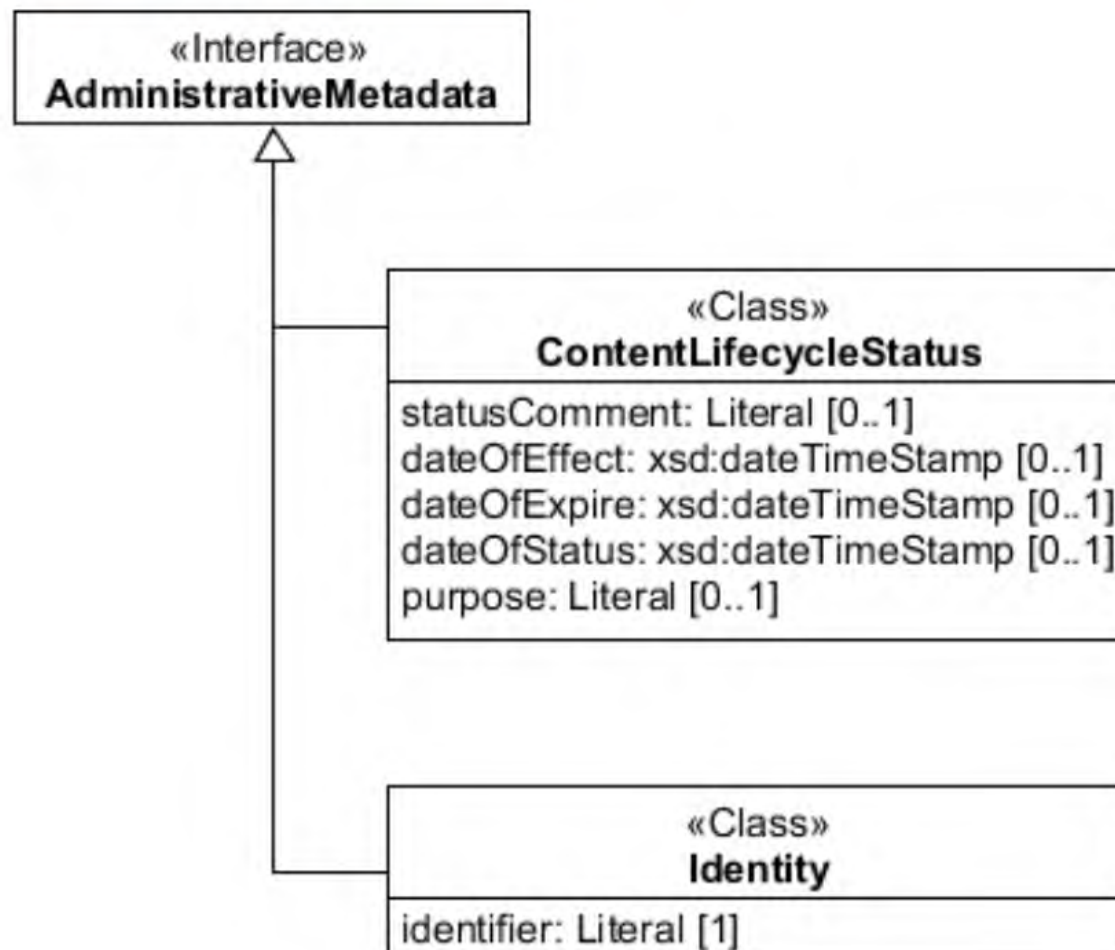 «Interface»
AdministrativeMetadata
«Class»
ContentLifecycleStatus
statusComment: Literal [0..1]
dateOfEffect: xsd:dateTimeStamp [0..1]
dateOfExpire: xsd:dateTimeStamp [0..1]
dateOfStatus: xsd:dateTimeStamp [0..1]
purpose: Literal [0..1]
«Class»
Identity
identifier: Literal [1]